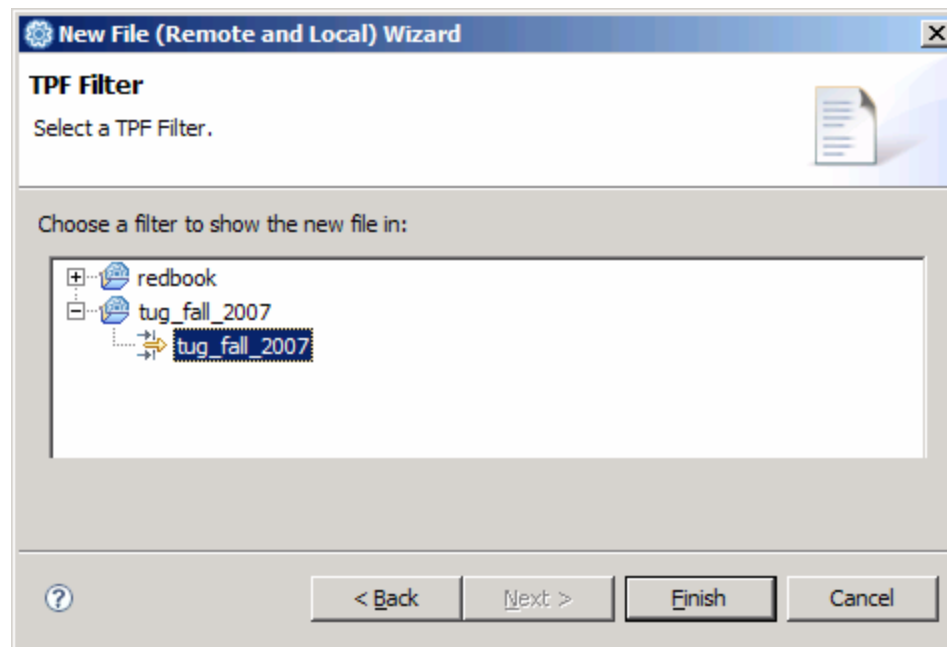 New File (Remote and Local) Wizard
TPF Filter
Select a TPF Filter.
Choose a filter to show the new file in:
redbook
tug_fall_2007
tug_fall_2007
< Back Next > Finish Cancel